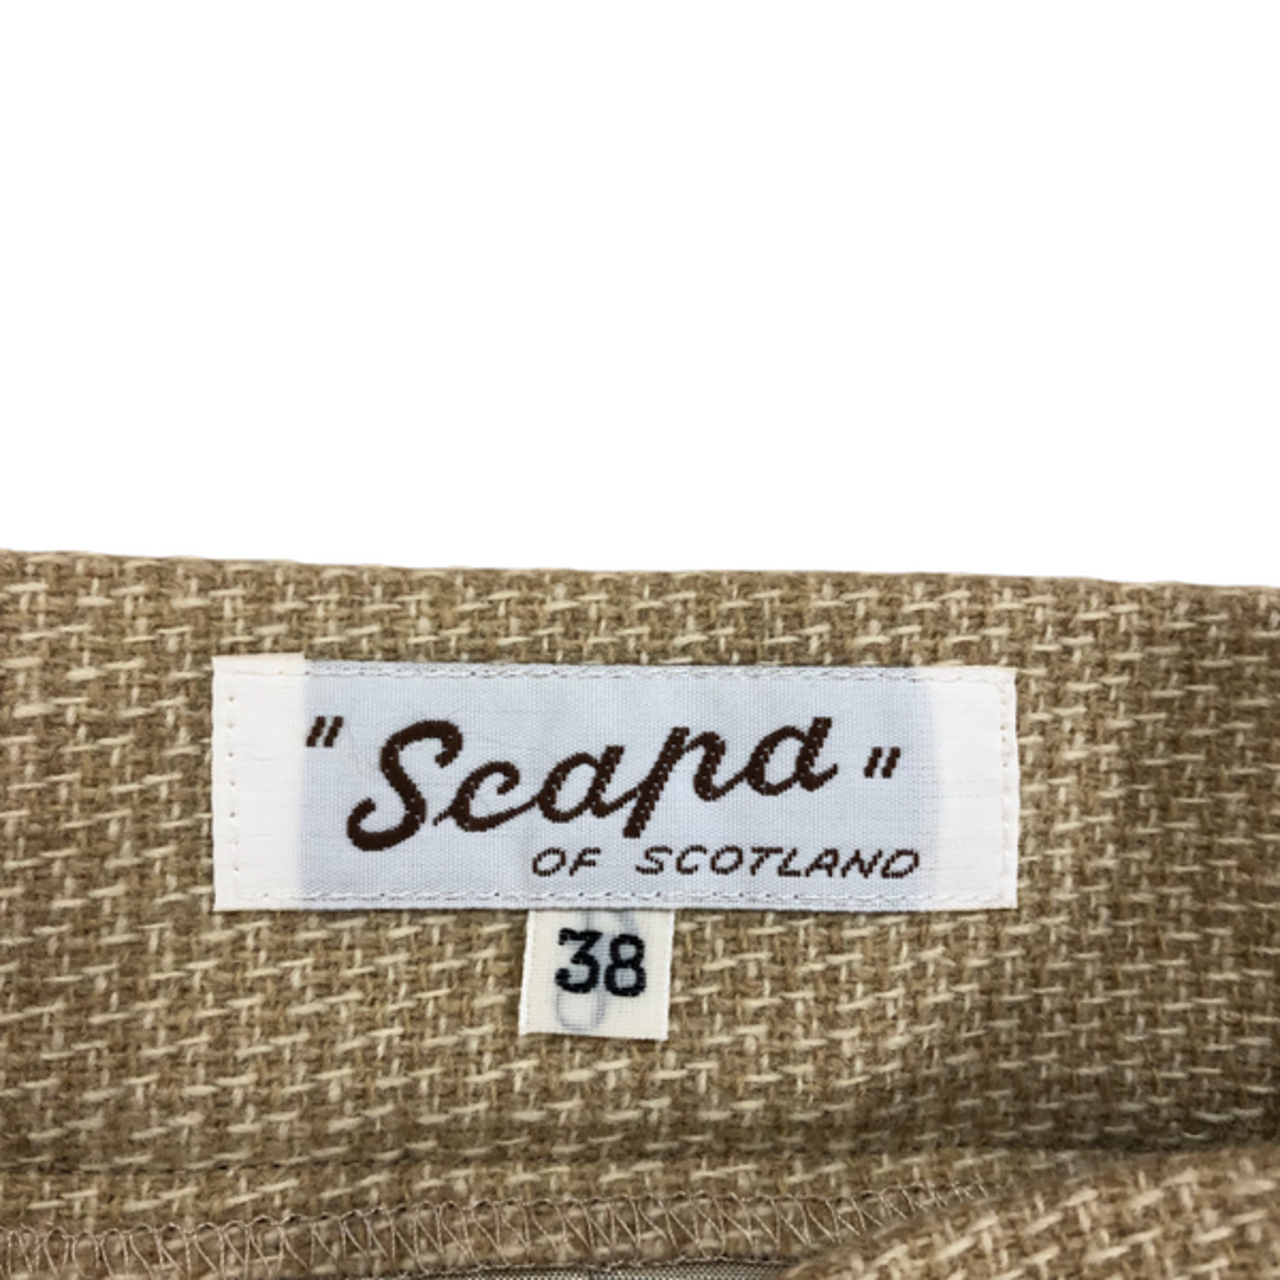 "Scapa"
OF SCOTLAND
38